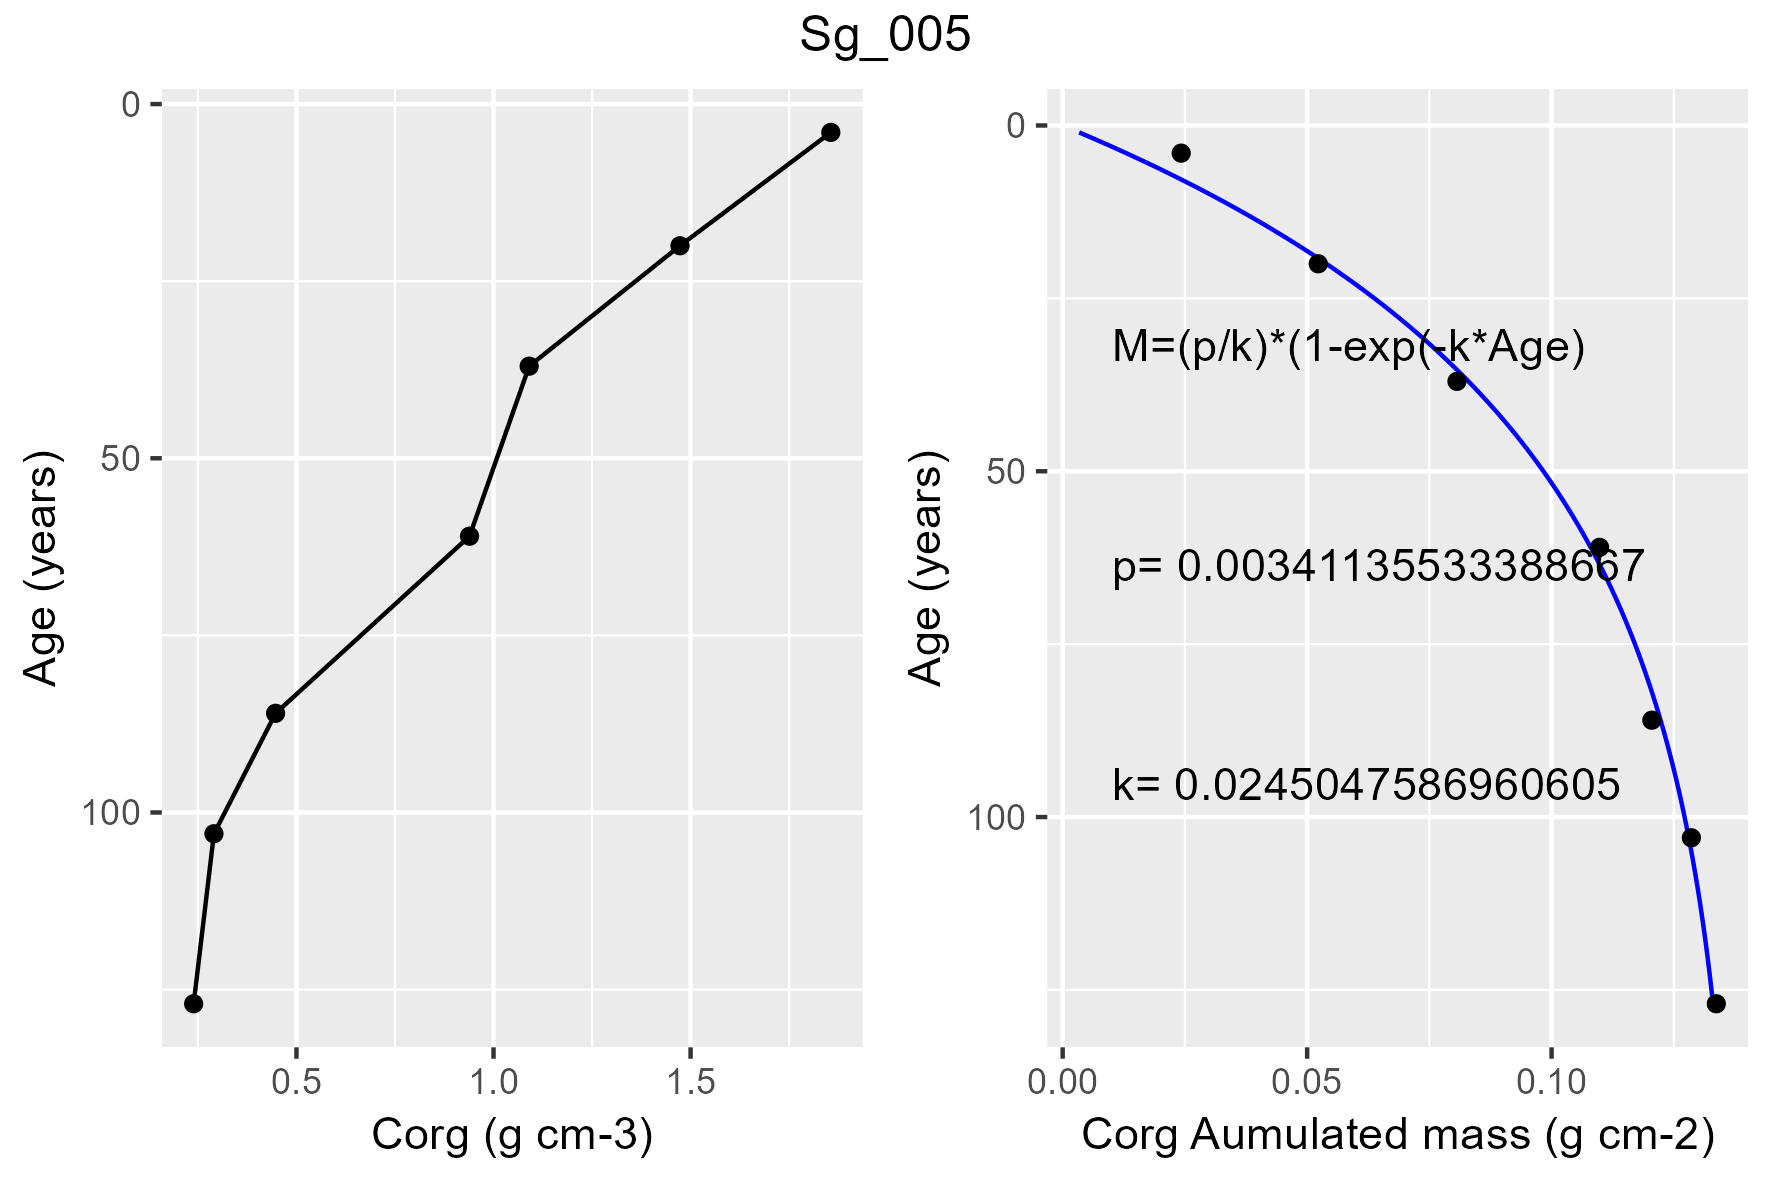 Sg_005
0
50
100
Age (years)
0.5
1.0
1.5
Corg (g cm-3)
0
50
100
Age (years)
M=(p/k)*(1-exp(-k*Age)
p= 0.00341135533388667
k= 0.0245047586960605
0.00
0.05
0.10
Corg Aumulated mass (g cm-2)